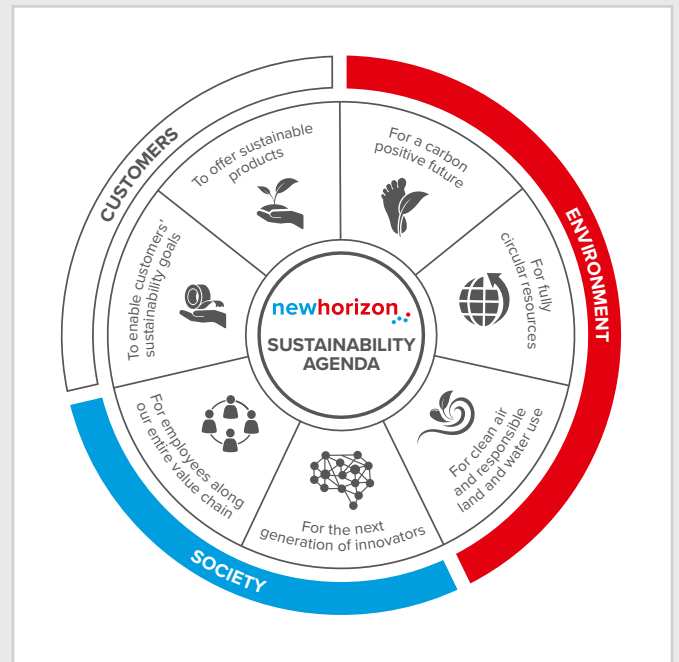 newhorizon
SUSTAINABILITY
AGENDA
CUSTOMERS
To offer sustainable
products
To enable customers'
sustainability goals
ENVIRONMENT
For a carbon
positive future
For fully
circular resources
For clean air
and responsible
land and water use
SOCIETY
For the next
generation of innovators
For employees along
our entire value chain